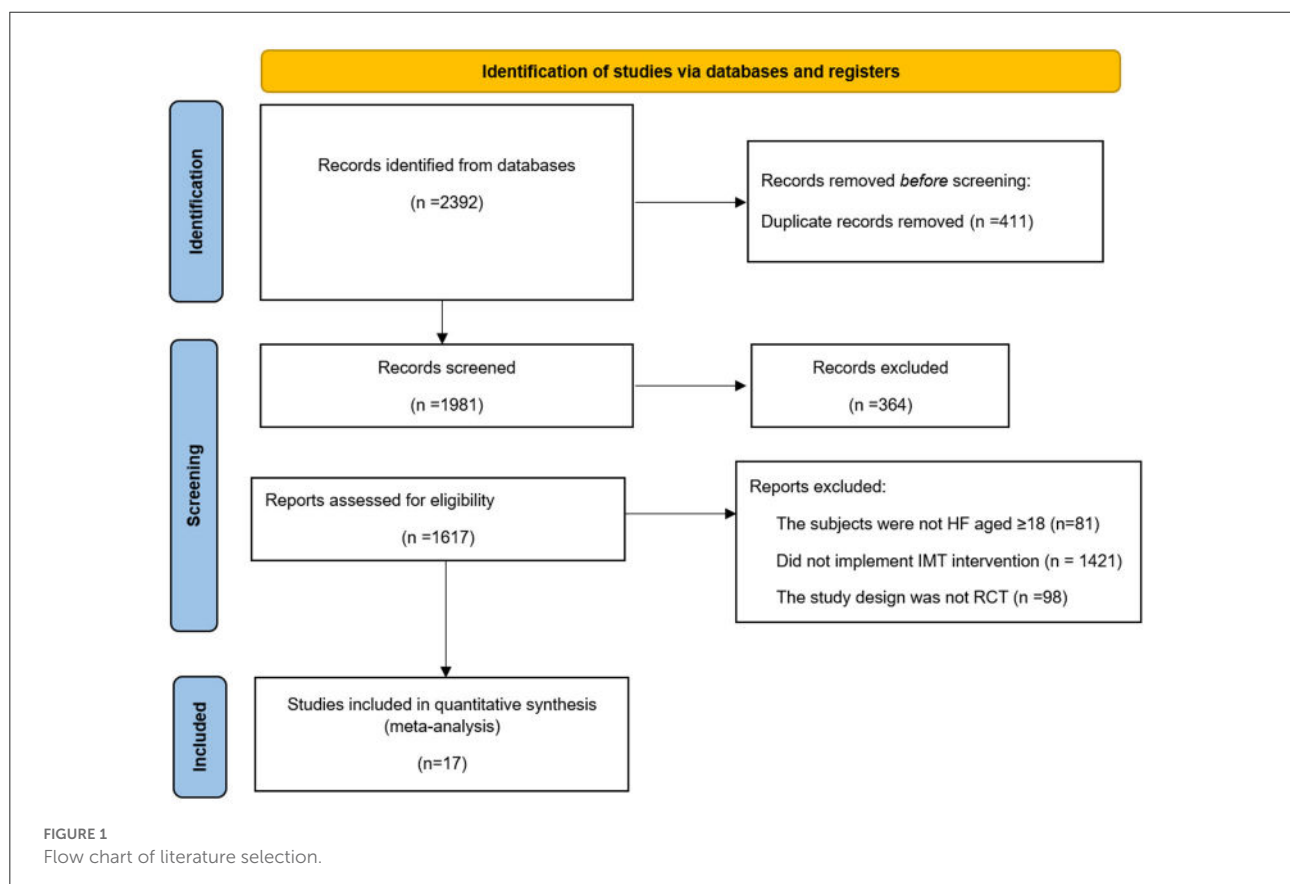 Identification of studies via databases and registers
Identification
Records identified from databases
(n =2392)
Records removed before screening:
Duplicate records removed (n =411)
Screening
Records screened
(n =1981)
Records excluded
(n =364)
Reports assessed for eligibility
(n =1617)
Reports excluded:
The subjects were not HF aged ≥18 (n=81)
Did not implement IMT intervention (n = 1421)
The study design was not RCT (n =98)
Included
Studies included in quantitative synthesis
(meta-analysis)
(n=17)
FIGURE 1
Flow chart of literature selection.